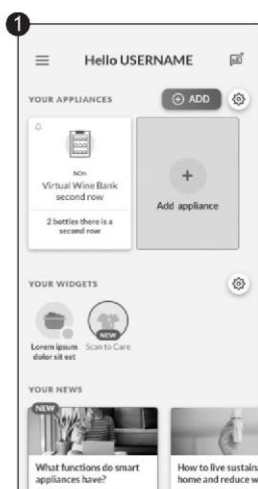 1
Hello USERNAME
YOUR APPLIANCES
ADD
Virtual Wine Bank
second row
2 bottles there is a
second row
Add appliance
YOUR WIDGETS
NEW
Lorem ipsum
dolor sit est
Scan to Care
YOUR NEWS
NEW
What functions do smart
appliances have?
How to live sustain
home and reduce w